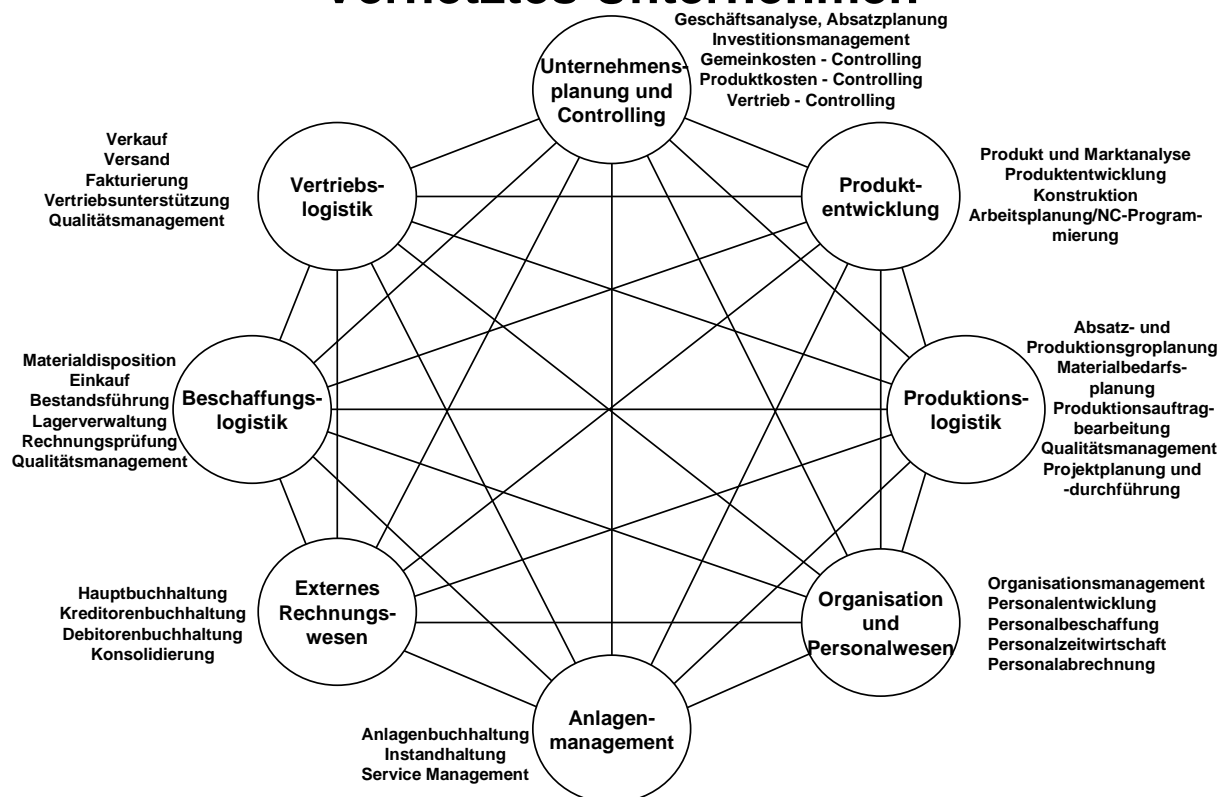 Vernetztes Unternehmen
Geschäftsanalyse, Absatzplanung
Investitionsmanagement
Gemeinkosten - Controlling
Produktkosten - Controlling
Vertrieb - Controlling
Unternehmens-
planung und
Controlling
Verkauf
Versand
Fakturierung
Vertriebsunterstützung
Qualitätsmanagement
Vertriebs-
logistik
Produkt-
entwicklung
Produkt und Marktanalyse
Produktentwicklung
Konstruktion
Arbeitsplanung/NC-Program-
mierung
Materialdisposition
Einkauf
Bestandsführung
Lagerverwaltung
Rechnungsprüfung
Qualitätsmanagement
Beschaffungs-
logistik
Produktions-
logistik
Absatz- und
Produktionsgroplanung
Materialbedarfs-
planung
Produktionsauftrag-
bearbeitung
Qualitätsmanagement
Projektplanung und
-durchführung
Hauptbuchhaltung
Kreditorenbuchhaltung
Debitorenbuchhaltung
Konsolidierung
Externes
Rechnungs-
wesen
Organisation
und
Personalwesen
Organisationsmanagement
Personalentwicklung
Personalbeschaffung
Personalzeitwirtschaft
Personalabrechnung
Anlagenbuchhaltung
Instandhaltung
Service Management
Anlagen-
management